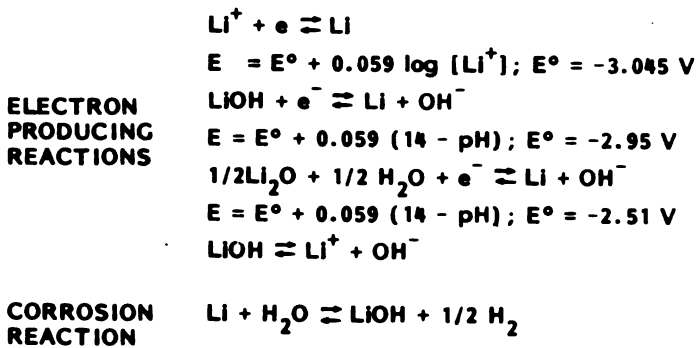 Li⁺ + e ⇌ Li
E = E° + 0.059 log [Li⁺]; E° = -3.045 V
ELECTRON PRODUCING REACTIONS
LiOH + e⁻ ⇌ Li + OH⁻
E = E° + 0.059 (14 - pH); E° = -2.95 V
1/2Li₂O + 1/2 H₂O + e⁻ ⇌ Li + OH⁻
E = E° + 0.059 (14 - pH); E° = -2.51 V
LiOH ⇌ Li⁺ + OH⁻
CORROSION REACTION
Li + H₂O ⇌ LiOH + 1/2 H₂